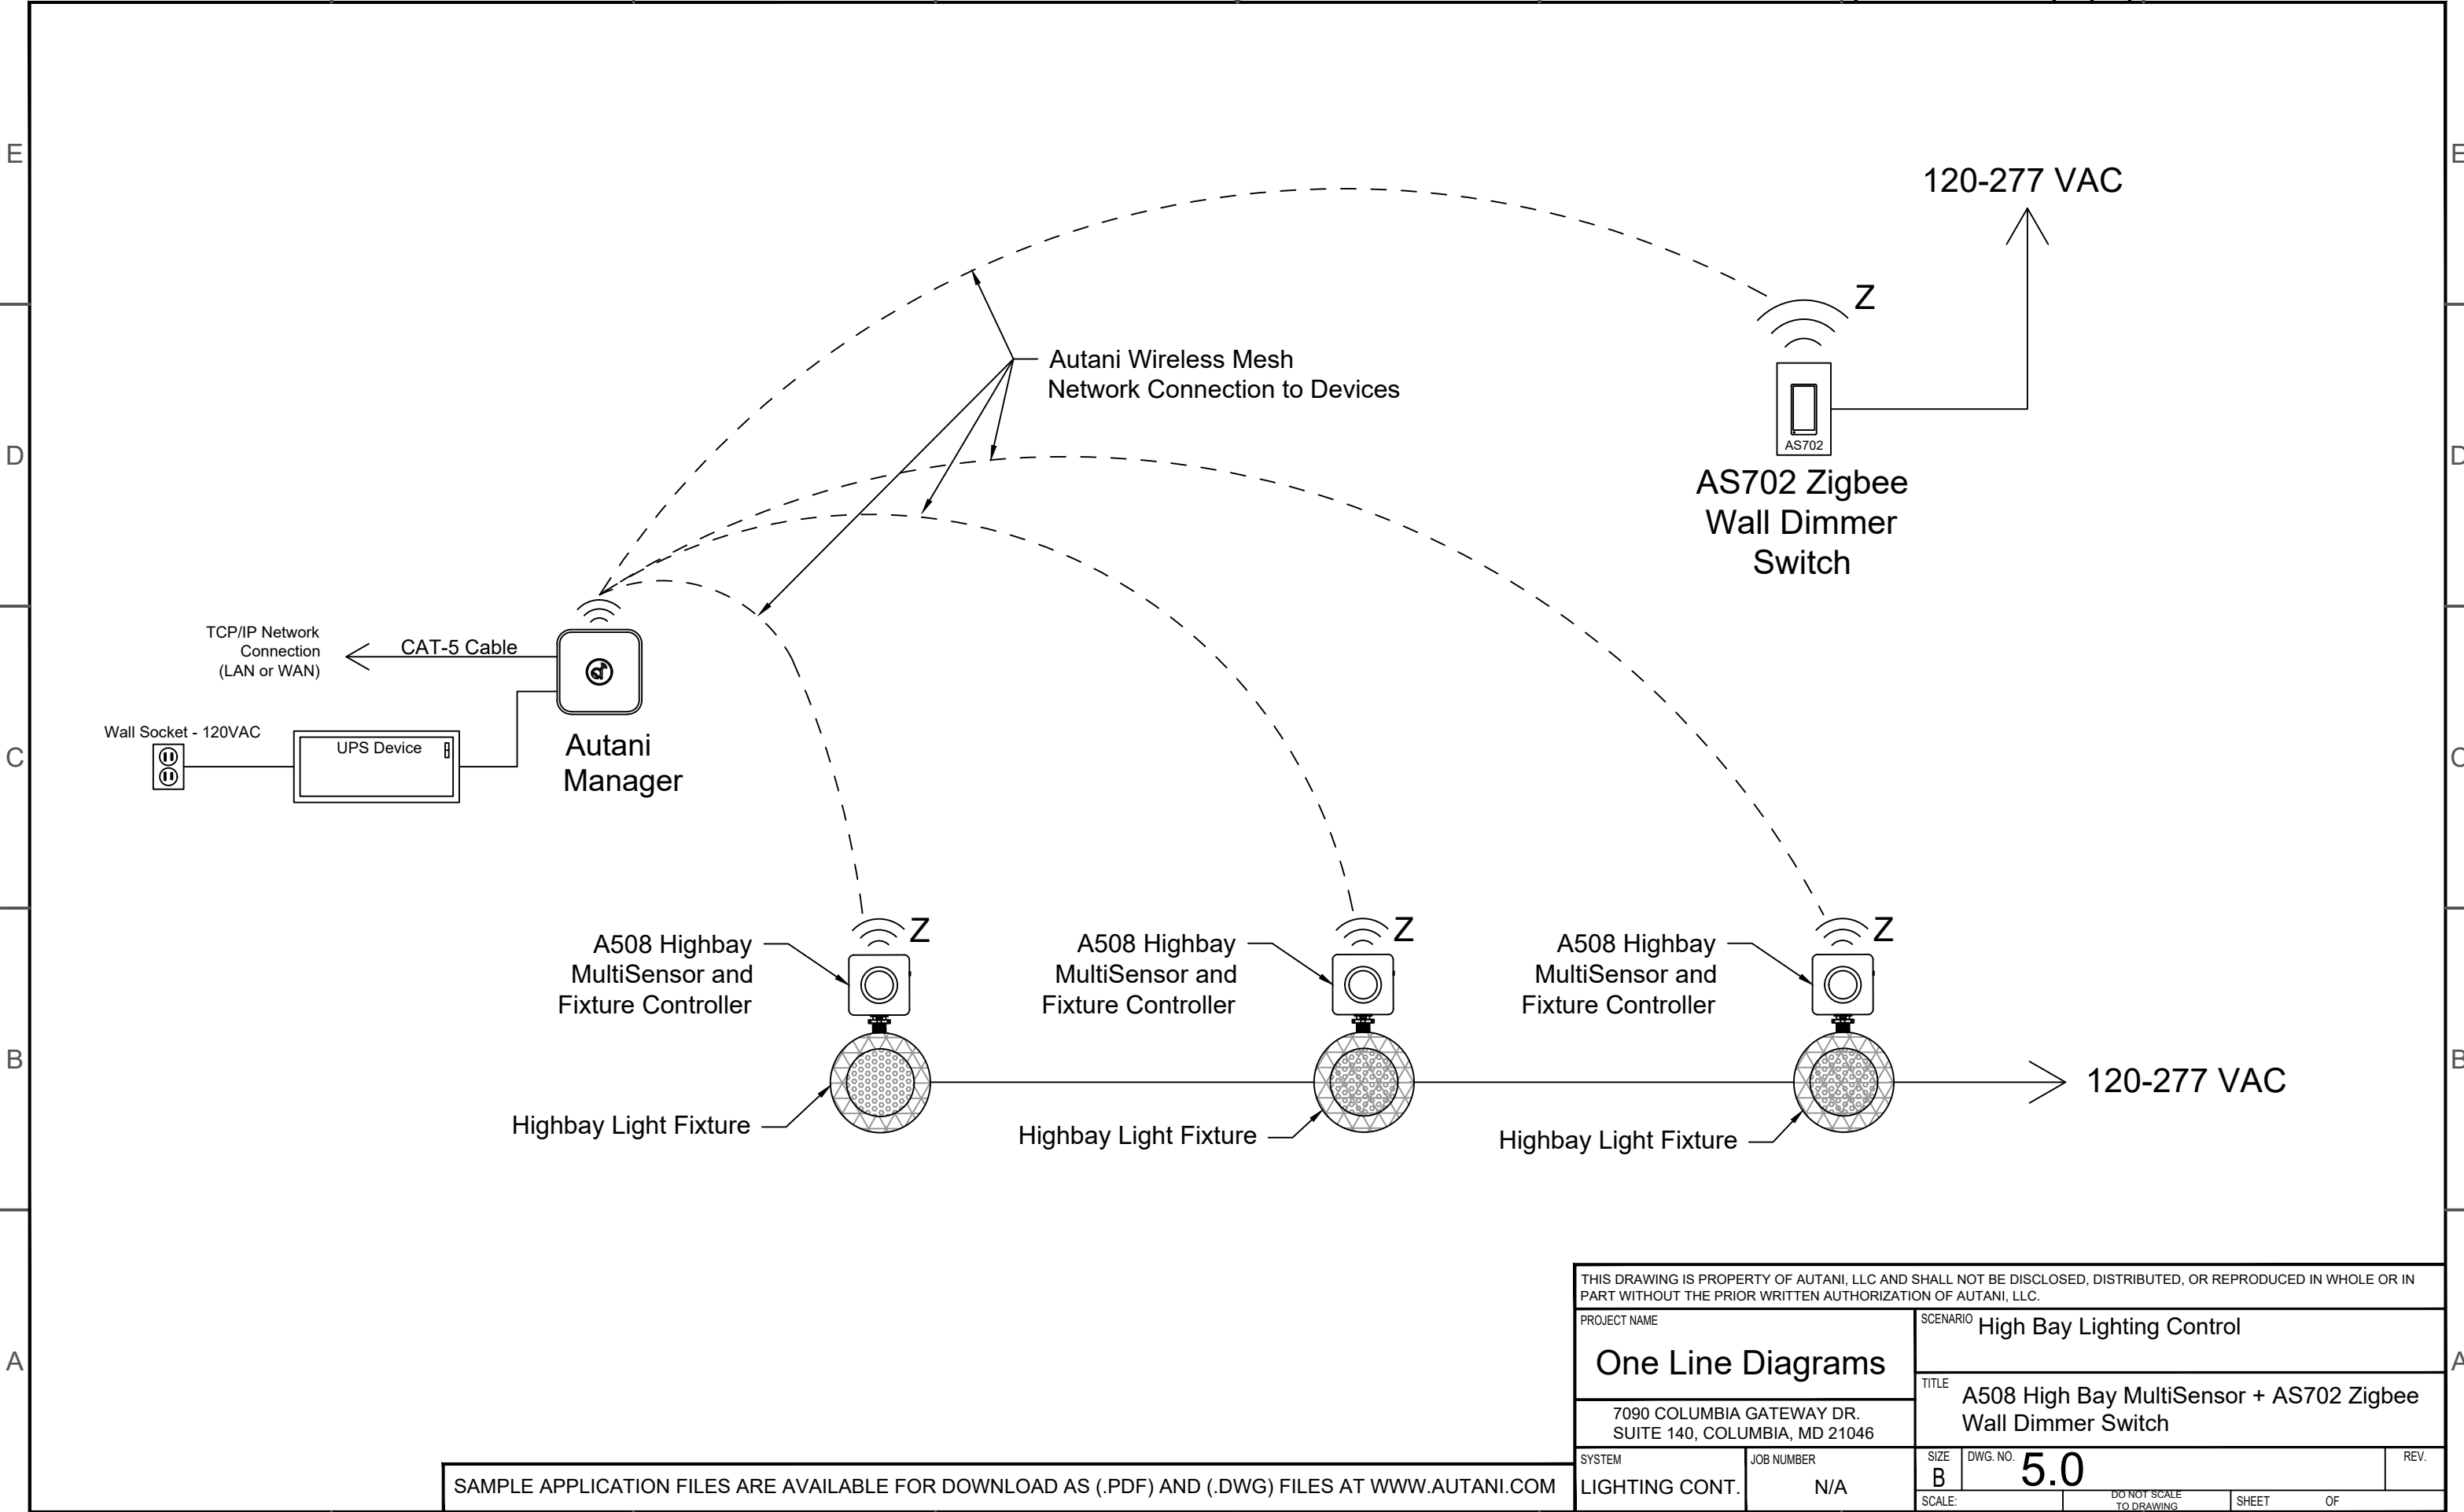 E
E
120-277 VAC
Z
Autani Wireless Mesh
Network Connection to Devices
AS702
D
D
AS702 Zigbee
Wall Dimmer
Switch
TCP/IP Network
Connection
(LAN or WAN)
CAT-5 Cable
Wall Socket - 120VAC
UPS Device
Autani
Manager
C
C
Z
Z
Z
A508 Highbay
MultiSensor and
Fixture Controller
A508 Highbay
MultiSensor and
Fixture Controller
A508 Highbay
MultiSensor and
Fixture Controller
B
B
120-277 VAC
Highbay Light Fixture
Highbay Light Fixture
Highbay Light Fixture
THIS DRAWING IS PROPERTY OF AUTANI, LLC AND SHALL NOT BE DISCLOSED, DISTRIBUTED, OR REPRODUCED IN WHOLE OR IN
PART WITHOUT THE PRIOR WRITTEN AUTHORIZATION OF AUTANI, LLC.
PROJECT NAME
One Line Diagrams
SCENARIO High Bay Lighting Control
A
A
TITLE
A508 High Bay MultiSensor + AS702 Zigbee
Wall Dimmer Switch
7090 COLUMBIA GATEWAY DR.
SUITE 140, COLUMBIA, MD 21046
SYSTEM
LIGHTING CONT.
JOB NUMBER
N/A
SIZE
B
DWG. NO. 5.0
REV.
SCALE:
DO NOT SCALE
TO DRAWING
SHEET OF
SAMPLE APPLICATION FILES ARE AVAILABLE FOR DOWNLOAD AS (.PDF) AND (.DWG) FILES AT WWW.AUTANI.COM